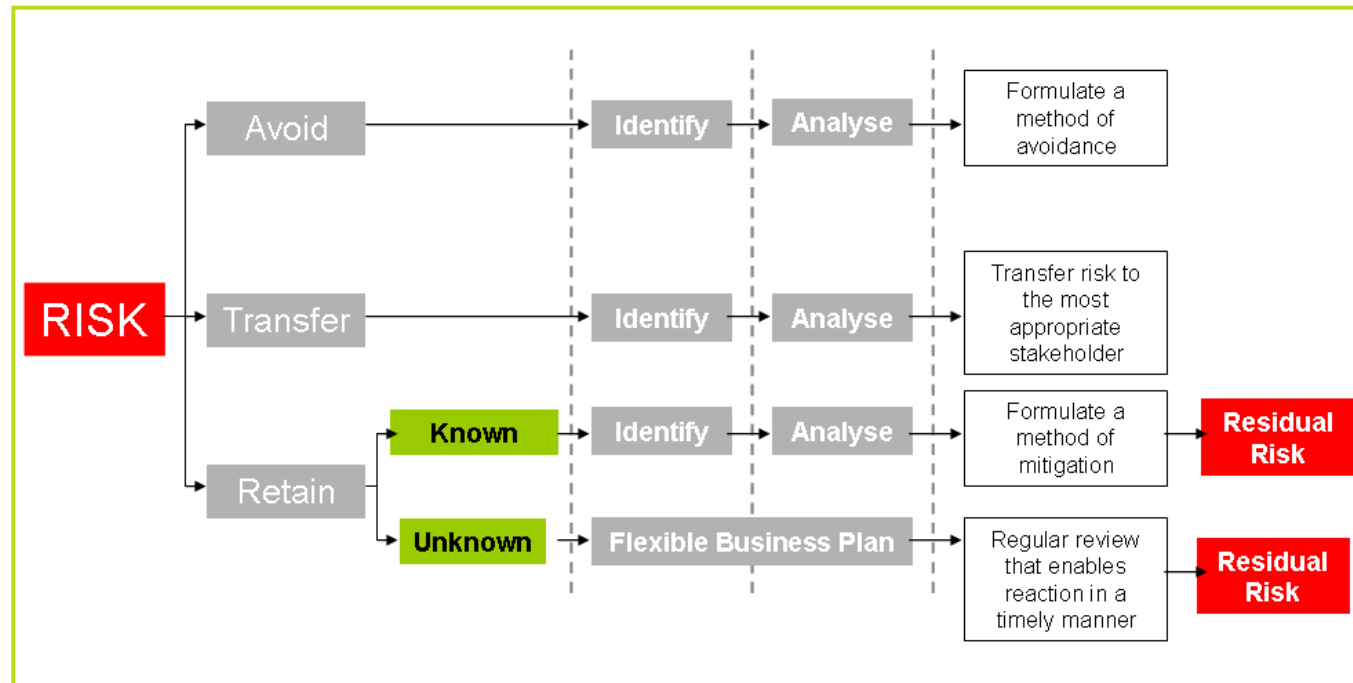 Avoid
Identify
Analyse
Formulate a
method of
avoidance
RISK
Transfer
Identify
Analyse
Transfer risk to
the most
appropriate
stakeholder
Retain
Known
Identify
Analyse
Formulate a
method of
mitigation
Residual
Risk
Unknown
Flexible Business Plan
Regular review
that enables
reaction in a
timely manner
Residual
Risk